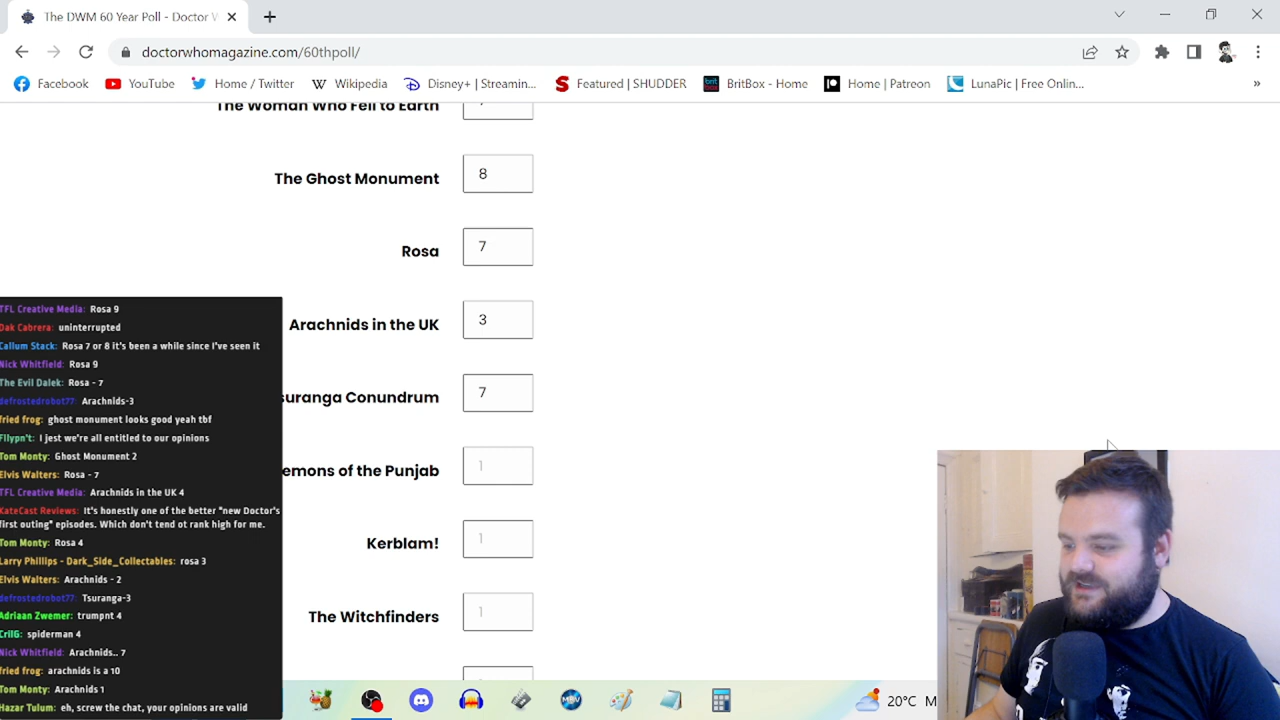 The DWM 60 Year Poll - Doctor W
doctorwhomagazine.com/60thpoll/
Facebook
YouTube
Home / Twitter
Wikipedia
Disney+ | Streamin...
Featured | SHUDDER
BritBox - Home
Home | Patreon
LunaPic | Free Onlin...
»
The Woman Who Fell to Earth
The Ghost Monument 8
Rosa 7
Arachnids in the UK 3
suranga Conundrum 7
emons of the Punjab 1
Kerblam! 1
The Witchfinders 1
TFL Creative Media: Rosa 9
Dak Cabrera: uninterrupted
Callum Stack: Rosa 7 or 8 it's been a while since I've seen it
Nick Whitfield: Rosa 9
The Evil Dalek: Rosa - 7
defrostedrobot77: Arachnids-3
fried frog: ghost monument looks good yeah tbf
Fllypn't: I jest we're all entitled to our opinions
Tom Monty: Ghost Monument 2
Elvis Walters: Rosa - 7
TFL Creative Media: Arachnids in the UK 4
KateCast Reviews: It's honestly one of the better "new Doctor's
first outing" episodes. Which don't tend ot rank high for me.
Tom Monty: Rosa 4
Larry Phillips - Dark_Side_Collectables: rosa 3
Elvis Walters: Arachnids - 2
defrostedrobot77: Tsuranga-3
Adriaan Zwemer: trumpnt 4
CrilG: spiderman 4
Nick Whitfield: Arachnids.. 7
fried frog: arachnids is a 10
Tom Monty: Arachnids 1
Hazar Tulum: eh, screw the chat, your opinions are valid
20°C M